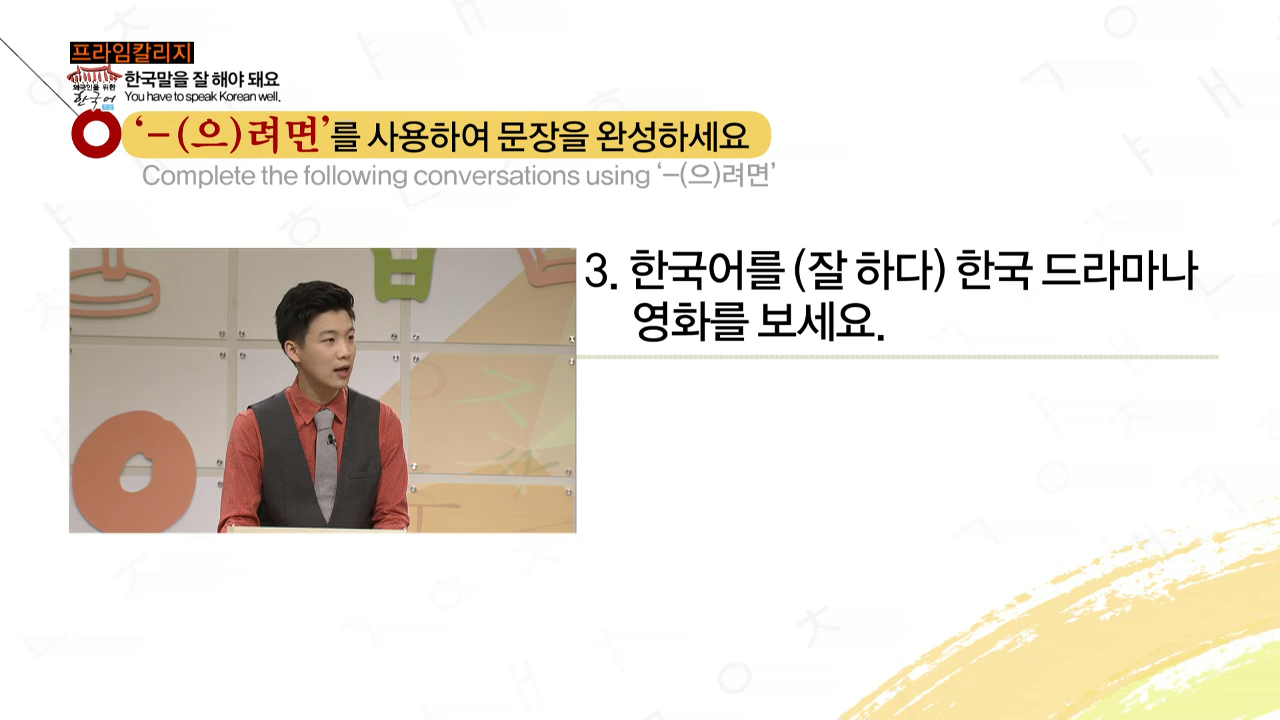 프라임칼리지
외국인을 위한
한국어
한국말을 잘 해야 돼요
You have to speak Korean well.
‘-(으)려면’를 사용하여 문장을 완성하세요
Complete the following conversations using ‘-(으)려면’
3. 한국어를 (잘 하다) 한국 드라마나
영화를 보세요.